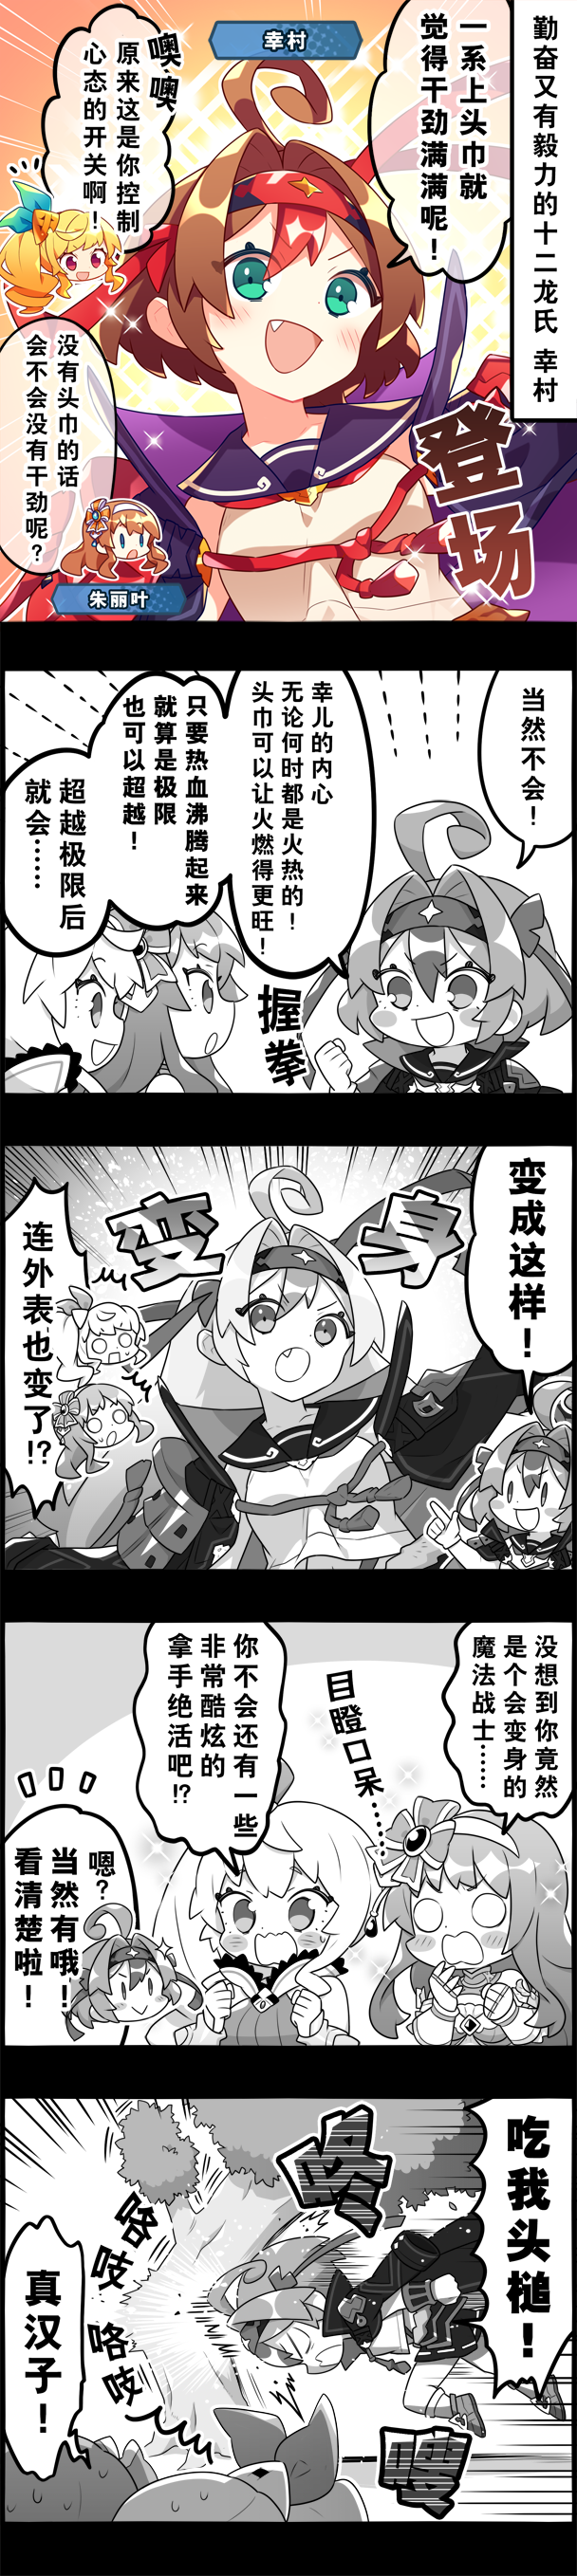 勤奋又有毅力的十二龙氏 幸村
幸村
一系上头巾就
觉得干劲满满呢！
噢噢
原来这是你控制
心态的开关啊！
没有头巾的话
会不会没有干劲呢？
朱丽叶
登场
当然不会！
幸儿的内心
无论何时都是火热的！
头巾可以让火燃得更旺！
只要热血沸腾起来
就算是极限
也可以超越！
超越极限后
就会……
握拳
变成这样！
变身
连外表也变了!?
没想到你竟然
是个会变身的
魔法战士……
目瞪口呆……
你不会还有一些
非常酷炫的
拿手绝活吧!?
嗯？
当然有哦！
看清楚啦！
吃我头槌！
咚
咯吱
咯吱
嗖
真汉子！